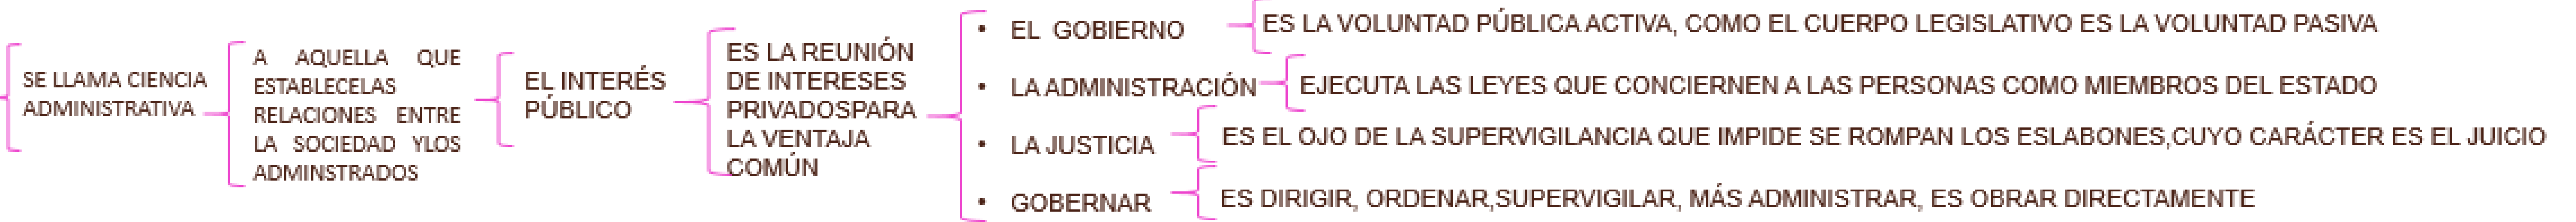 SE LLAMA CIENCIA
ADMINISTRATIVA
A AQUELLA QUE
ESTABLECELAS
RELACIONES ENTRE
LA SOCIEDAD YLOS
ADMINSTRADOS
EL INTERÉS
PÚBLICO
ES LA REUNIÓN
DE INTERESES
PRIVADOSPARA
LA VENTAJA
COMÚN
• EL GOBIERNO
ES LA VOLUNTAD PÚBLICA ACTIVA, COMO EL CUERPO LEGISLATIVO ES LA VOLUNTAD PASIVA
• LA ADMINISTRACIÓN
EJECUTA LAS LEYES QUE CONCIERNEN A LAS PERSONAS COMO MIEMBROS DEL ESTADO
• LA JUSTICIA
ES EL OJO DE LA SUPERVIGILANCIA QUE IMPIDE SE ROMPAN LOS ESLABONES,CUYO CARÁCTER ES EL JUICIO
• GOBERNAR
ES DIRIGIR, ORDENAR,SUPERVIGILAR, MÁS ADMINISTRAR, ES OBRAR DIRECTAMENTE